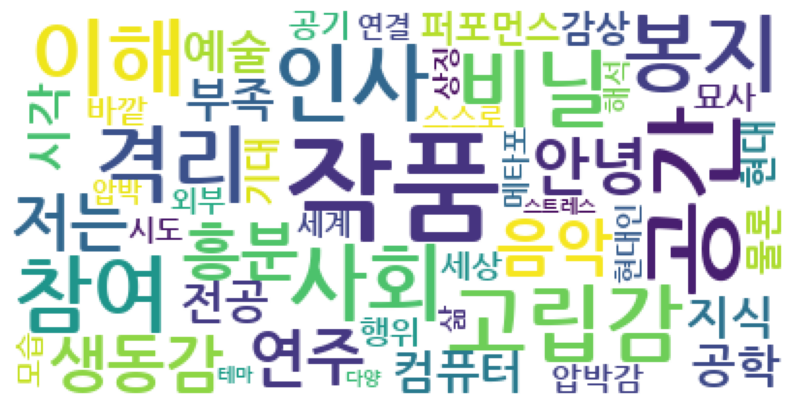 이해
예술
공기
연결
퍼포먼스
감상
봉지
바깥
부족
인사
상징
비닐
해석
묘사
시각
스스로
격리
기대
작품
메타포
안녕
공간
현대
압박
외부
저는
시도
흥분
세계
스트레스
음악
현대인
물론
참여
전공
사회
세상
고립감
지식
모습
생동감
테마
연주
행위
삶
다양
컴퓨터
압박감
공학